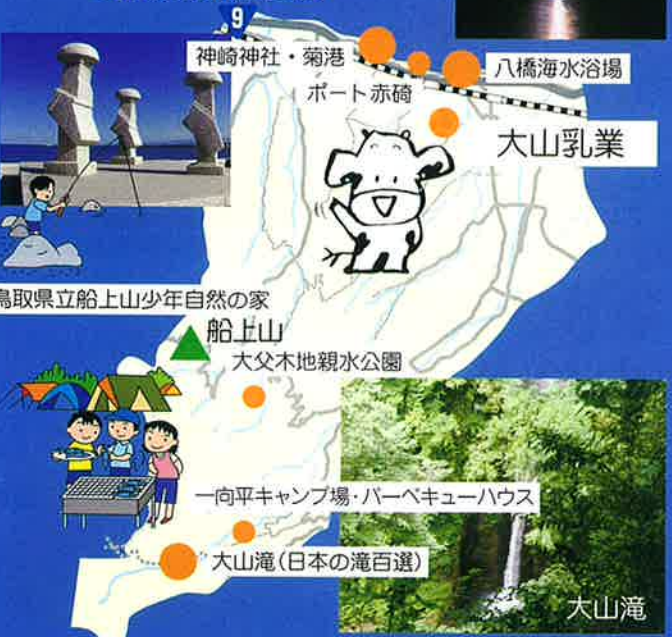 9
神崎神社・菊港
八橋海水浴場
ポート赤碕
大山乳業
鳥取県立船上山少年自然の家
船上山
大父木地親水公園
一向平キャンプ場・バーベキューハウス
大山滝(日本の滝百選)
大山滝